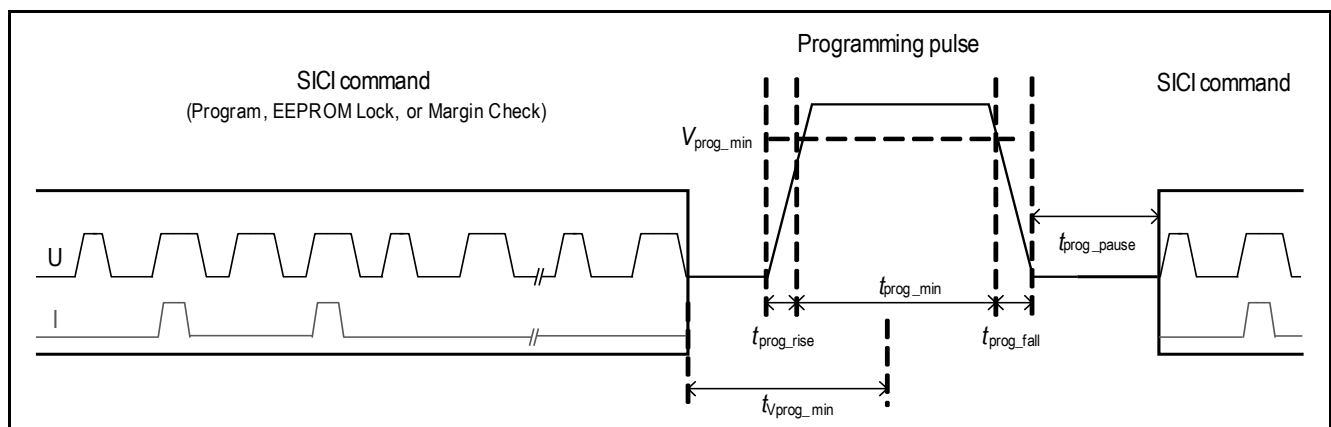 Programming pulse
SICI command
(Program, EEPROM Lock, or Margin Check)
SICI command
Vprog_min
U
tprog_pause
tprog_min
I
tprog_rise
tprog_fall
tVprog_min